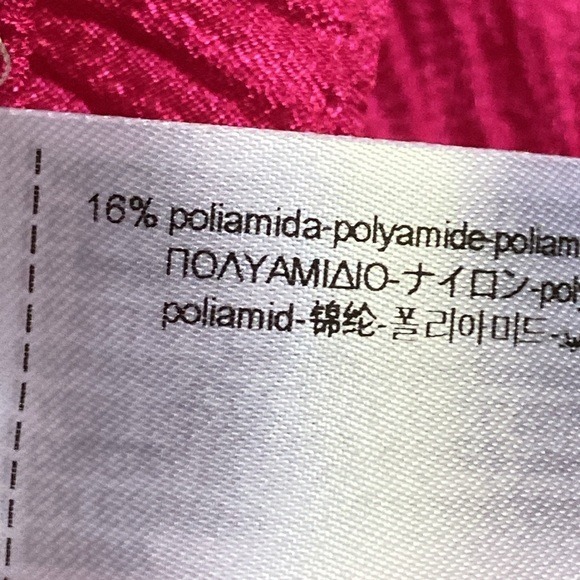 16% poliamida-polyamide-poliam
ΠΟΛΥΑΜΙΔΙΟ-ナイロン-pol
poliamid-锦纶-폴리아미드-